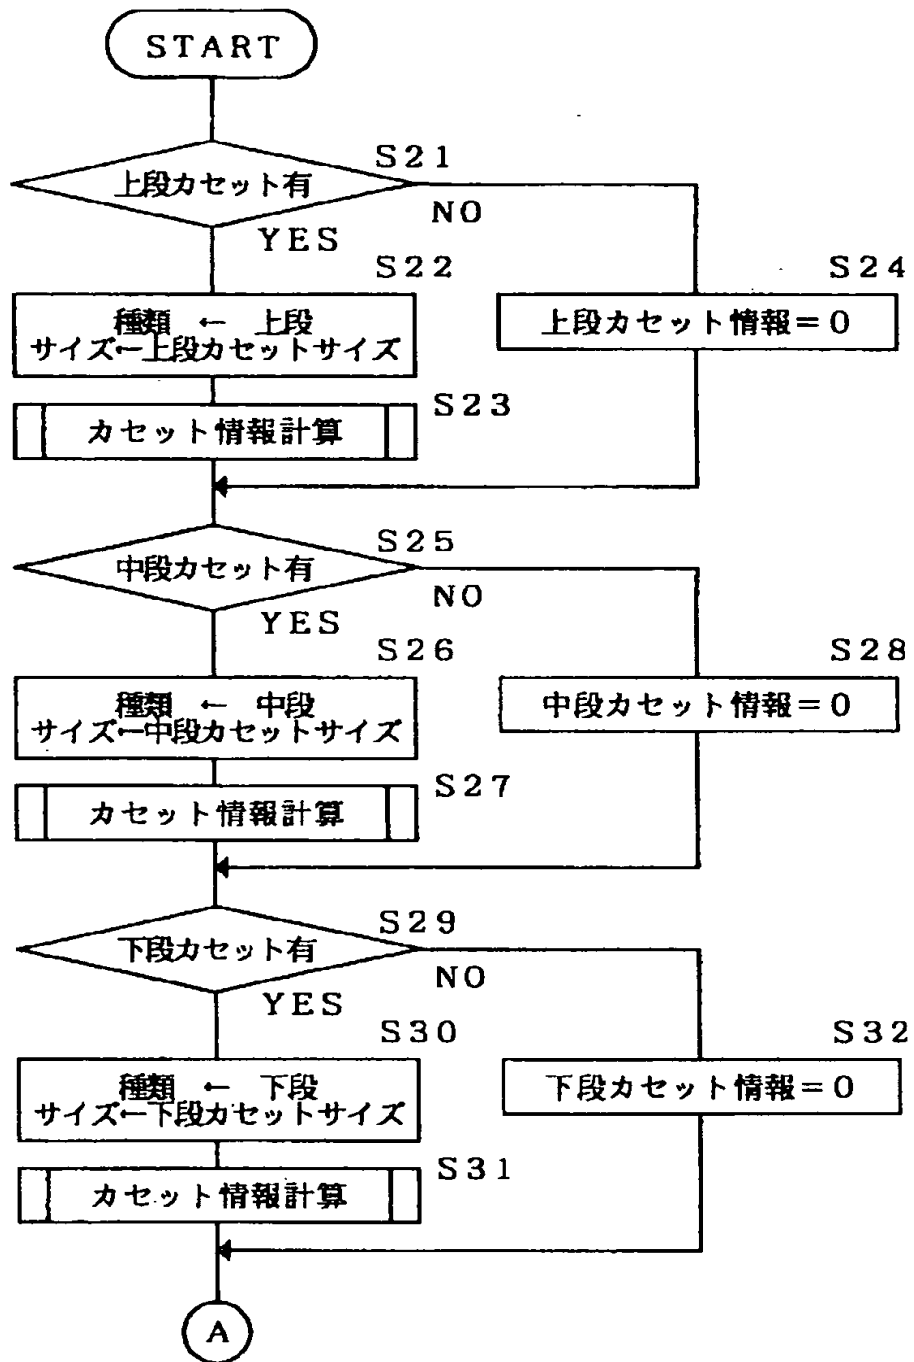 START
S21
上段カセット有
NO
YES
S22
S24
種類 ← 上段
サイズ←上段カセットサイズ
上段カセット情報=0
S23
カセット情報計算
S25
中段カセット有
NO
YES
S26
S28
種類 ← 中段
サイズ←中段カセットサイズ
中段カセット情報=0
S27
カセット情報計算
S29
下段カセット有
NO
YES
S30
S32
種類 ← 下段
サイズ←下段カセットサイズ
下段カセット情報=0
S31
カセット情報計算
A